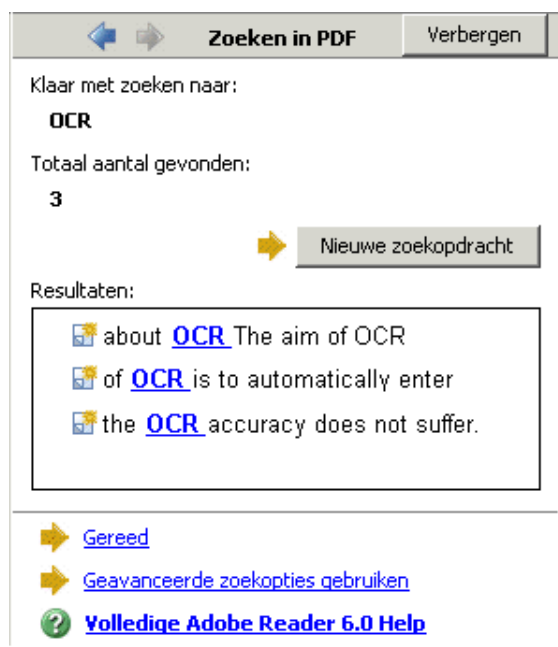 Zoeken in PDF Verbergen
Klaar met zoeken naar:
OCR
Totaal aantal gevonden:
3
Nieuwe zoekopdracht
Resultaten:
about OCR The aim of OCR
of OCR is to automatically enter
the OCR accuracy does not suffer.
Gereed
Geavanceerde zoekopties gebruiken
Volledige Adobe Reader 6.0 Help